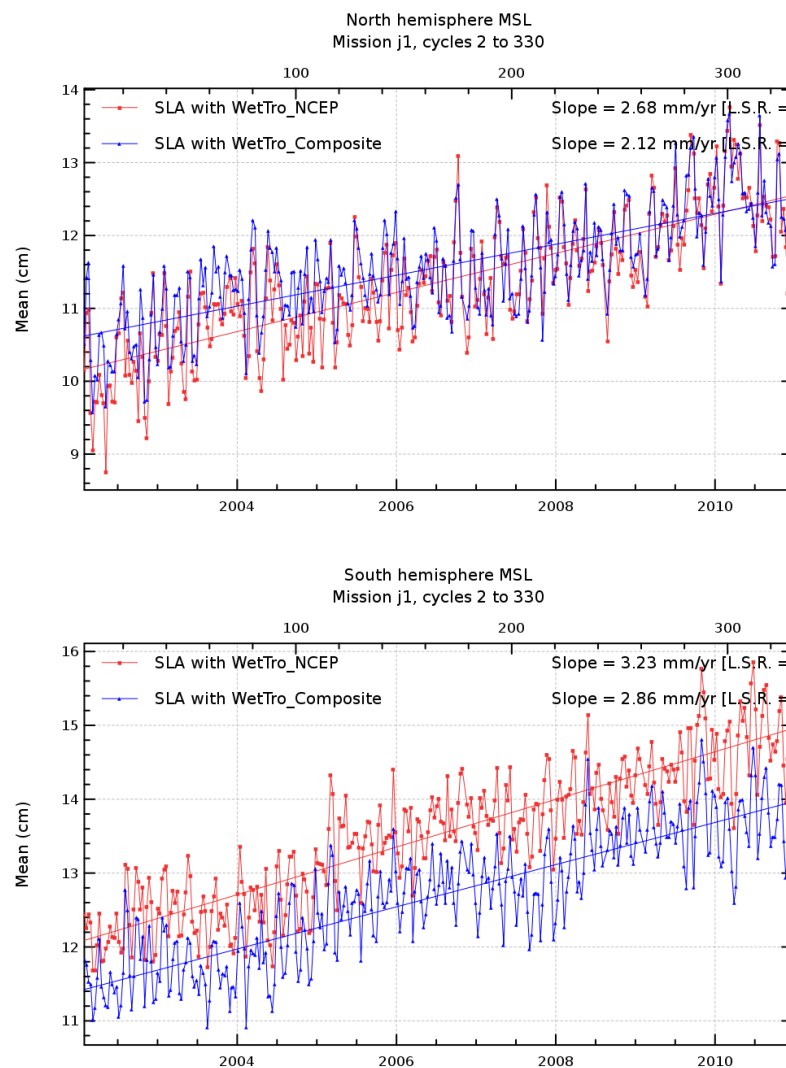 North hemisphere MSL
Mission j1, cycles 2 to 330
100 200 300
14
SLA with WetTro_NCEP Slope = 2.68 mm/yr [L.S.R. =
SLA with WetTro_Composite Slope = 2.12 mm/yr [L.S.R. =
13
12
Mean (cm)
11
10
9
2004 2006 2008 2010
South hemisphere MSL
Mission j1, cycles 2 to 330
100 200 300
16
SLA with WetTro_NCEP Slope = 3.23 mm/yr [L.S.R. =
SLA with WetTro_Composite Slope = 2.86 mm/yr [L.S.R. =
15
14
Mean (cm)
13
12
11
2004 2006 2008 2010